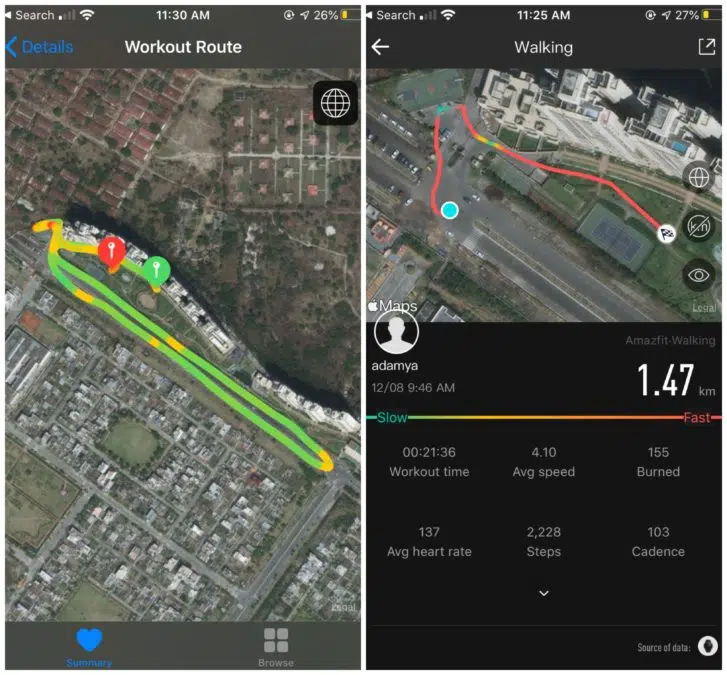 Search
11:30 AM
26%
Details
Workout Route
Legal
Summary
Browse
Search
11:25 AM
27%
Walking
km
Maps
Legal
adamya
Amazfit-Walking
12/08 9:46 AM
1.47 km
Slow
Fast
00:21:36
4.10
155
Workout time
Avg speed
Burned
137
2,228
103
Avg heart rate
Steps
Cadence
Source of data: